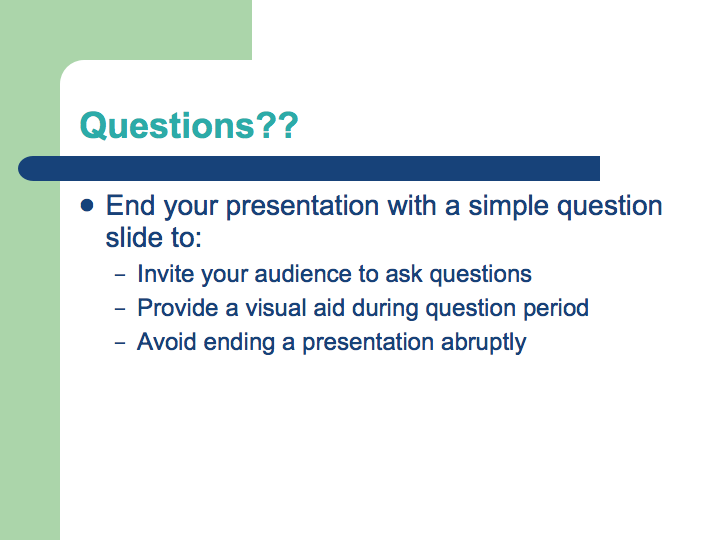 Questions??
● End your presentation with a simple question
slide to:
– Invite your audience to ask questions
– Provide a visual aid during question period
– Avoid ending a presentation abruptly